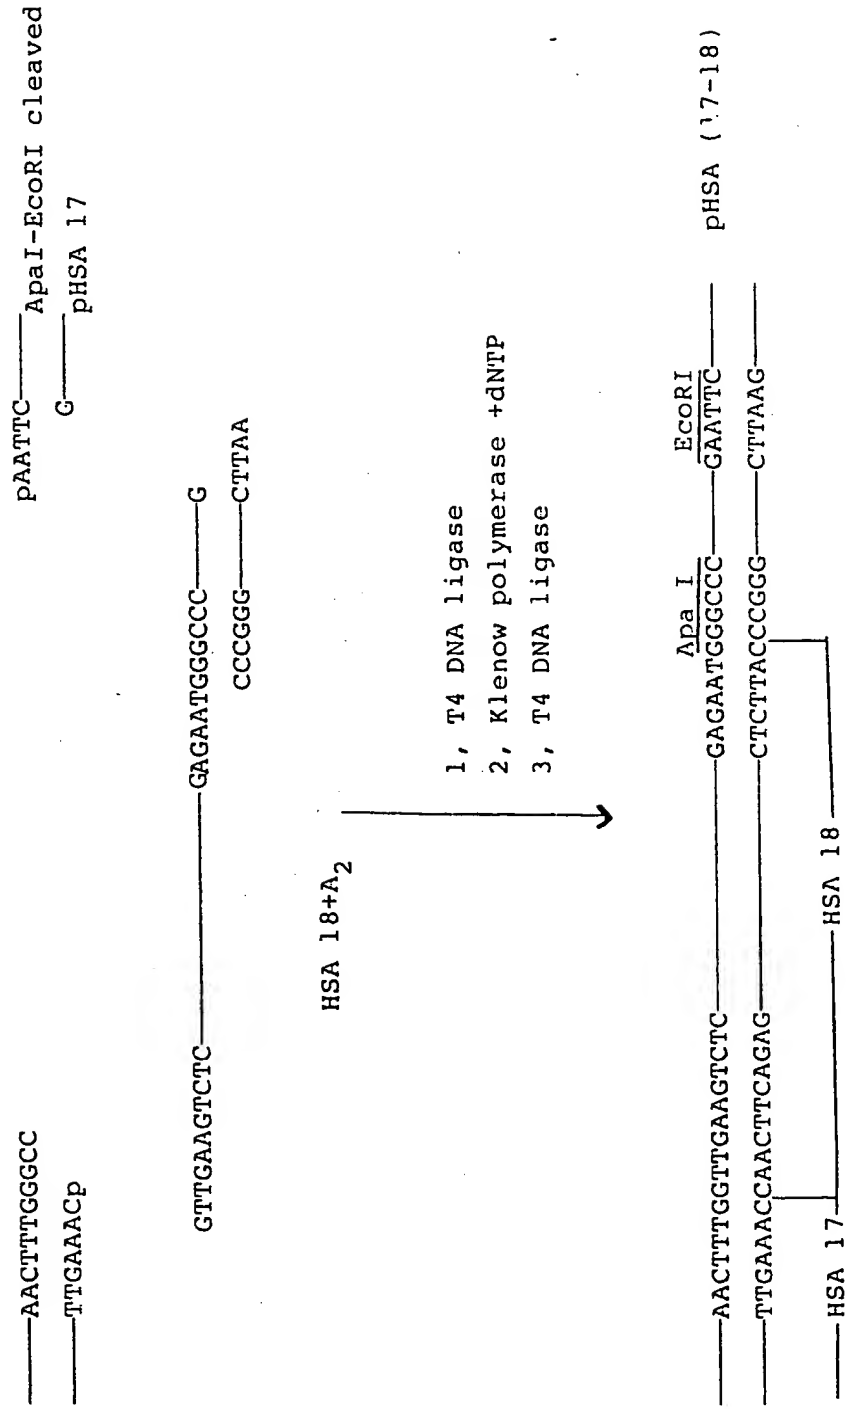 —AACTTTGGGCC
—TTGAAACp
pAATTC—
G—
ApaI-EcoRI cleaved
pHSA 17
GTTGAAGTCTC—GAGAATGGGCCC—G
CCCGGG—CTTAA
HSA 18+A2
1, T4 DNA ligase
2, Klenow polymerase +dNTP
3, T4 DNA ligase
Apa I EcoRI
—AACTTTGGTTGAAGTCTC—GAGAATGGGCCC—GAATTC—
—TTGAAACCAACTTCAGAG—CTCTTACCCGGG—CTTAAG—
pHSA (17-18)
—HSA 17—HSA 18—